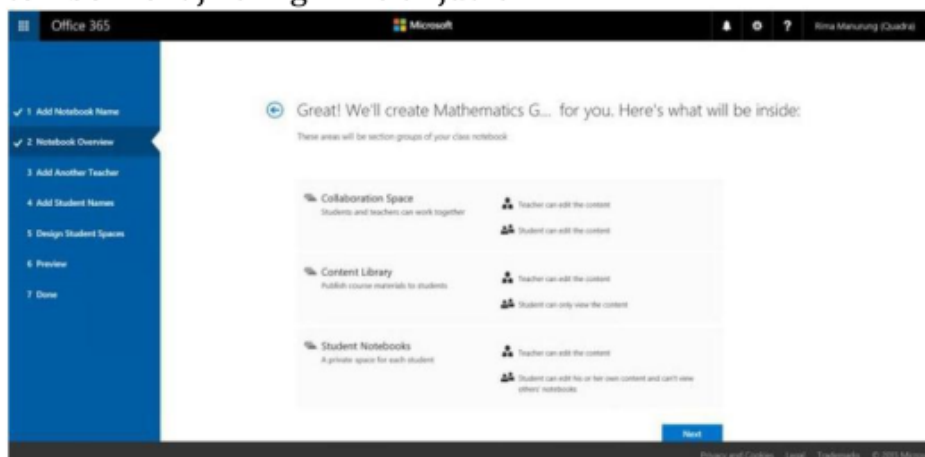 Office 365
Microsoft
Rima Manurung (Quadra)
1 Add Notebook Name
2 Notebook Overview
3 Add Another Teacher
4 Add Student Names
5 Design Student Spaces
6 Preview
7 Done
Great! We'll create Mathematics G... for you. Here's what will be inside:
These areas will be section groups of your class notebook
Collaboration Space
Students and teachers can work together
Teacher can edit the content
Student can edit the content
Content Library
Publish course materials to students
Teacher can edit the content
Student can only view the content
Student Notebooks
A private space for each student
Teacher can edit the content
Student can edit his or her own content and can't view
others' notebooks
Next
Privacy and Cookies Legal Trademarks © 2015